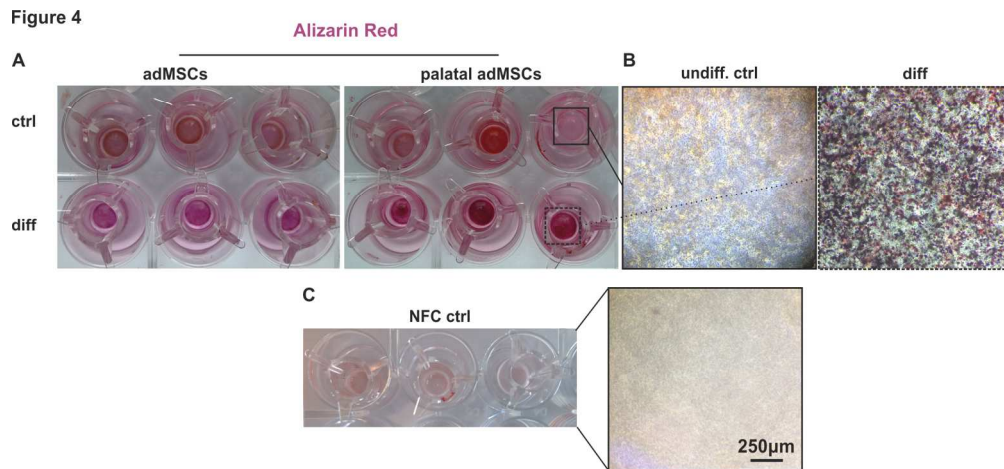 Figure 4
Alizarin Red
A
adMSCs
palatal adMSCs
B
undiff. ctrl
diff
ctrl
diff
C
NFC ctrl
250µm